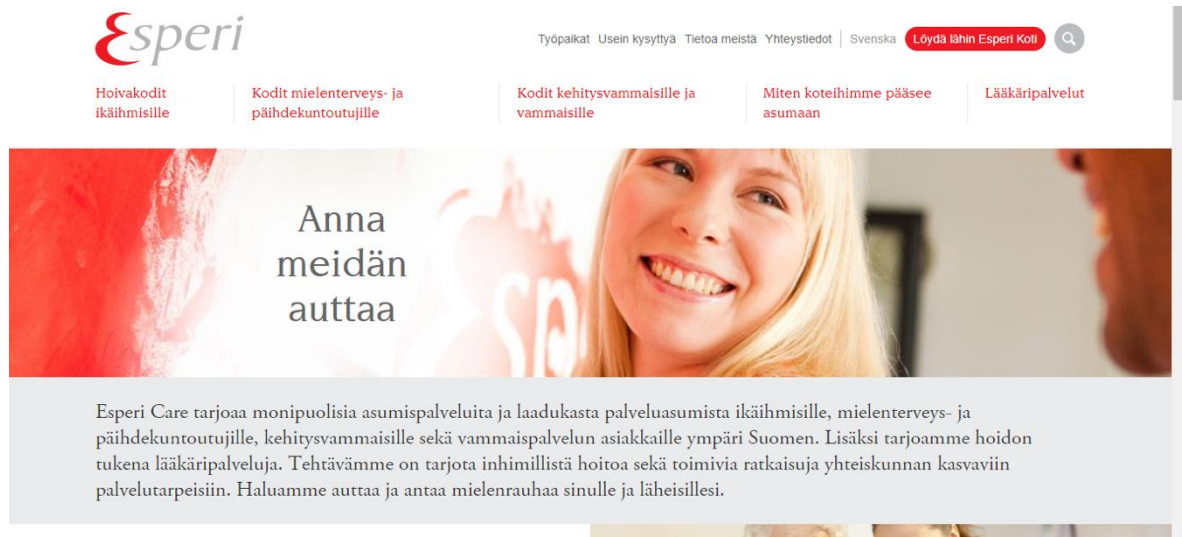 Esperi
Työpaikat Usein kysyttyä Tietoa meistä Yhteystiedot Svenska Löydä lähin Esperi Koti
Hoivakodit ikäihmisille
Kodit mielenterveys- ja päihdekuntoutujille
Kodit kehitysvammaisille ja vammaisille
Miten koteihimme pääsee asumaan
Lääkäripalvelut
Anna
meidän
auttaa
Esperi Care tarjoaa monipuolisia asumispalveluita ja laadukasta palveluasumista ikäihmisille, mielenterveys- ja
päihdekuntoutujille, kehitysvammaisille sekä vammaispalvelun asiakkaille ympäri Suomen. Lisäksi tarjoamme hoidon
tukena lääkäripalveluja. Tehtävämme on tarjota inhimillistä hoitoa sekä toimivia ratkaisuja yhteiskunnan kasvaviin
palvelutarpeisiin. Haluamme auttaa ja antaa mielenrauhaa sinulle ja läheisillesi.